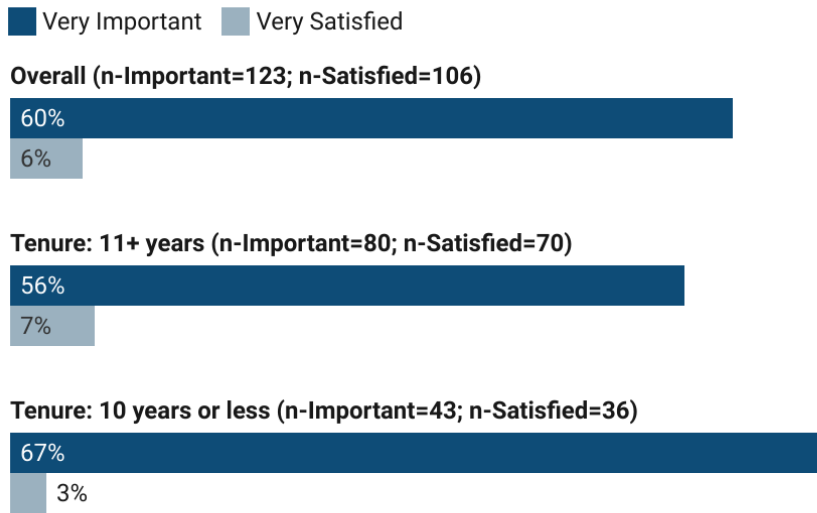 Very Important Very Satisfied
Overall (n-Important=123; n-Satisfied=106)
60%
6%
Tenure: 11+ years (n-Important=80; n-Satisfied=70)
56%
7%
Tenure: 10 years or less (n-Important=43; n-Satisfied=36)
67%
3%